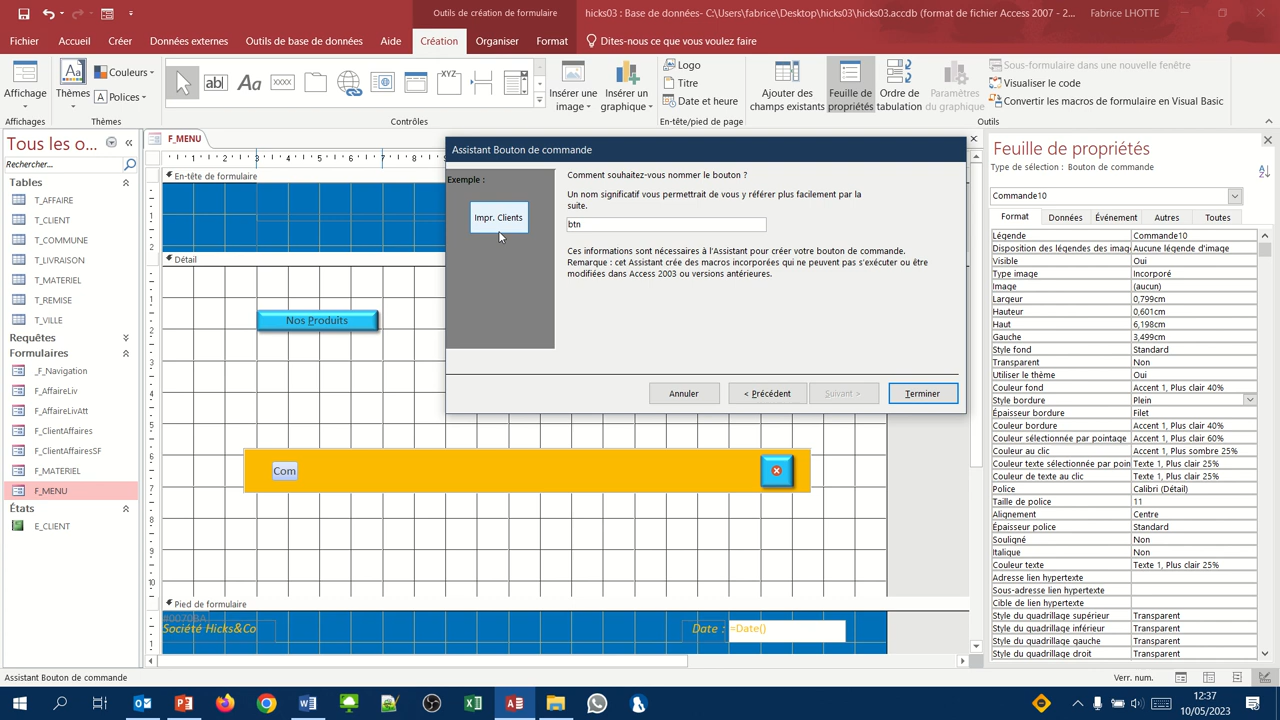 Outils de création de formulaire
hicks03 : Base de données- C:\Users\fabrice\Desktop\hicks03\hicks03.accdb (format de fichier Access 2007 - 2...
Fabrice LHOTTE
Fichier
Accueil
Créer
Données externes
Outils de base de données
Aide
Création
Organiser
Format
Dites-nous ce que vous voulez faire
Affichage
Thèmes
Couleurs
Polices
Insérer une image
Insérer un graphique
Logo
Titre
Date et heure
Ajouter des champs existants
Feuille de propriétés
Ordre de tabulation
Paramètres du graphique
Sous-formulaire dans une nouvelle fenêtre
Visualiser le code
Convertir les macros de formulaire en Visual Basic
Affichages
Thèmes
Contrôles
En-tête/pied de page
Outils
Tous les o...
Rechercher...
Tables
T_AFFAIRE
T_CLIENT
T_COMMUNE
T_LIVRAISON
T_MATERIEL
T_REMISE
T_VILLE
Requêtes
Formulaires
_F_Navigation
F_AffaireLiv
F_AffaireLivAtt
F_ClientAffaires
F_ClientAffairesSF
F_MATERIEL
F_MENU
États
E_CLIENT
F_MENU
En-tête de formulaire
Détail
Nos Produits
Com
Pied de formulaire
Société Hicks&Co
Date :
=Date()
Assistant Bouton de commande
Exemple :
Impr. Clients
Comment souhaitez-vous nommer le bouton ?
Un nom significatif vous permettrait de vous y référer plus facilement par la
suite.
btn
Ces informations sont nécessaires à l'Assistant pour créer votre bouton de commande.
Remarque : cet Assistant crée des macros incorporées qui ne peuvent pas s'exécuter ou être
modifiées dans Access 2003 ou versions antérieures.
Annuler
< Précédent
Suivant >
Terminer
Feuille de propriétés
Type de sélection : Bouton de commande
Commande10
Format
Données
Événement
Autres
Toutes
Légende Commande10
Disposition des légendes des image Aucune légende d'image
Visible Oui
Type image Incorporé
Image (aucun)
Largeur 0,799cm
Hauteur 0,601cm
Haut 6,198cm
Gauche 3,499cm
Style fond Standard
Transparent Non
Utiliser le thème Oui
Couleur fond Accent 1, Plus clair 40%
Style bordure Plein
Épaisseur bordure Filet
Couleur bordure Accent 1, Plus clair 40%
Couleur sélectionnée par pointage Accent 1, Plus clair 60%
Couleur au clic Accent 1, Plus sombre 25%
Couleur texte sélectionnée par poin Texte 1, Plus clair 25%
Couleur de texte au clic Texte 1, Plus clair 25%
Police Calibri (Détail)
Taille de police 11
Alignement Centre
Épaisseur police Standard
Souligné Non
Italique Non
Couleur texte Texte 1, Plus clair 25%
Adresse lien hypertexte
Sous-adresse lien hypertexte
Cible de lien hypertexte
Style du quadrillage supérieur Transparent
Style du quadrillage inférieur Transparent
Style du quadrillage gauche Transparent
Style du quadrillage droit Transparent
Assistant Bouton de commande
Verr. num.
12:37
10/05/2023